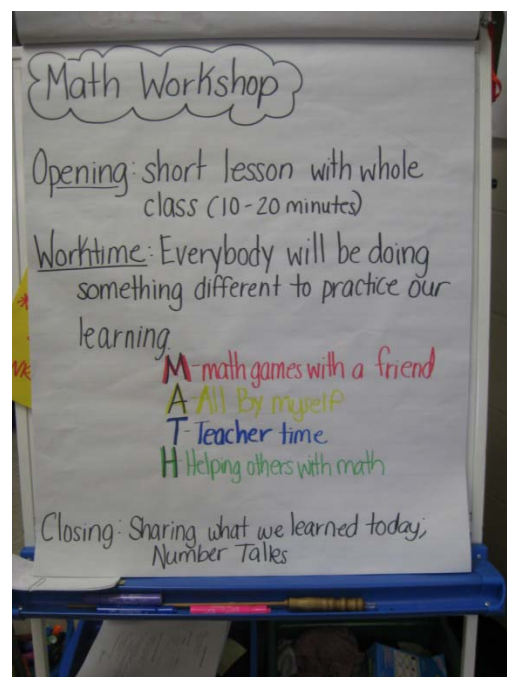 Math Workshop
Opening: short lesson with whole
class (10-20 minutes)
Worktime: Everybody will be doing
something different to practice our
learning.
M-math games with a friend
A-All By myself
T-Teacher time
H Helping others with math
Closing: Sharing what we learned today;
Number Talks